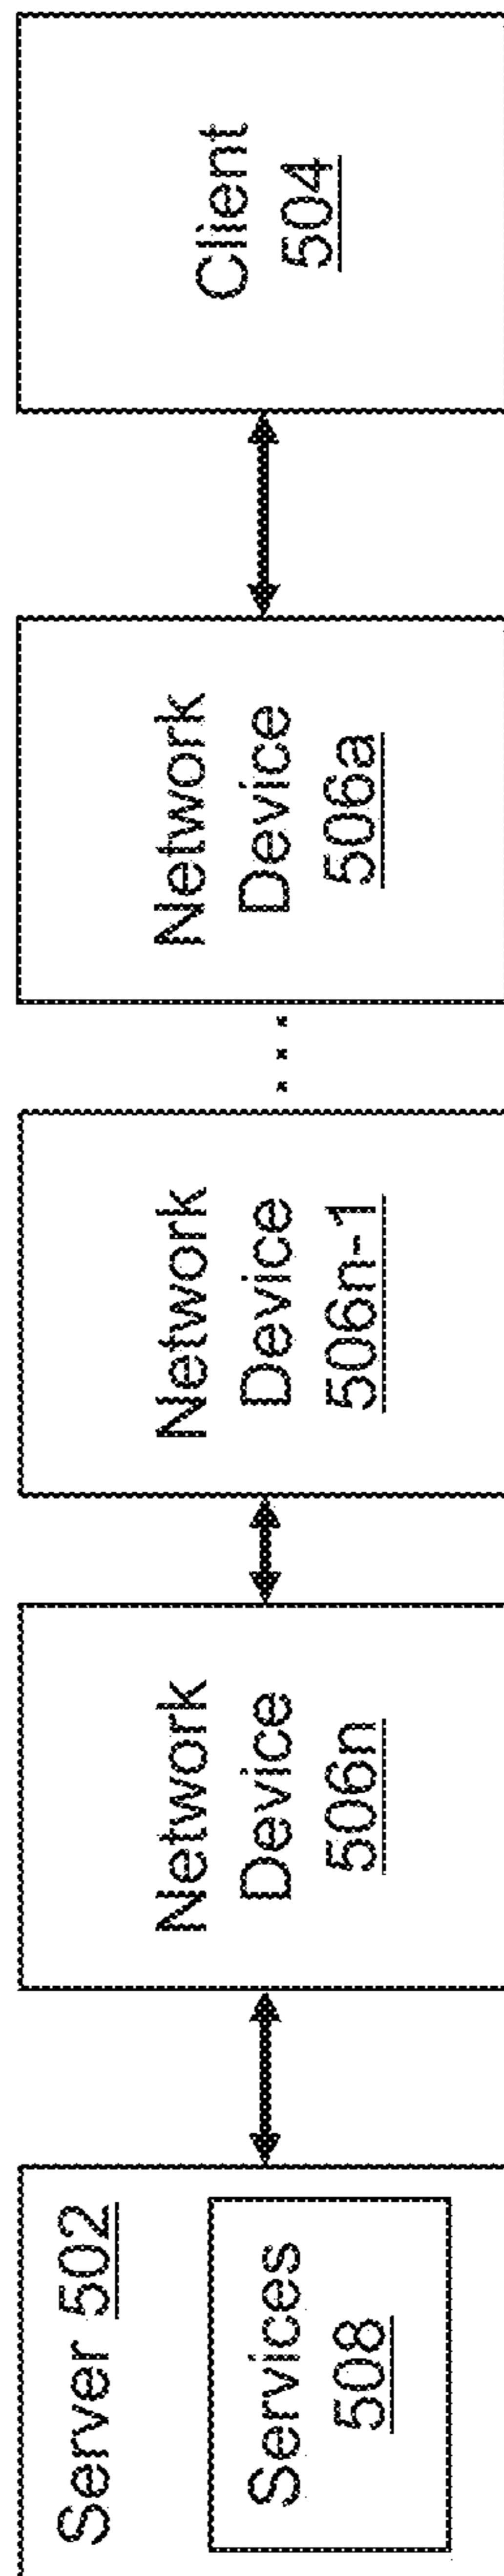 Server 502
Services
508
Network
Device
506n
Network
Device
506n-1
...
Network
Device
506a
Client
504